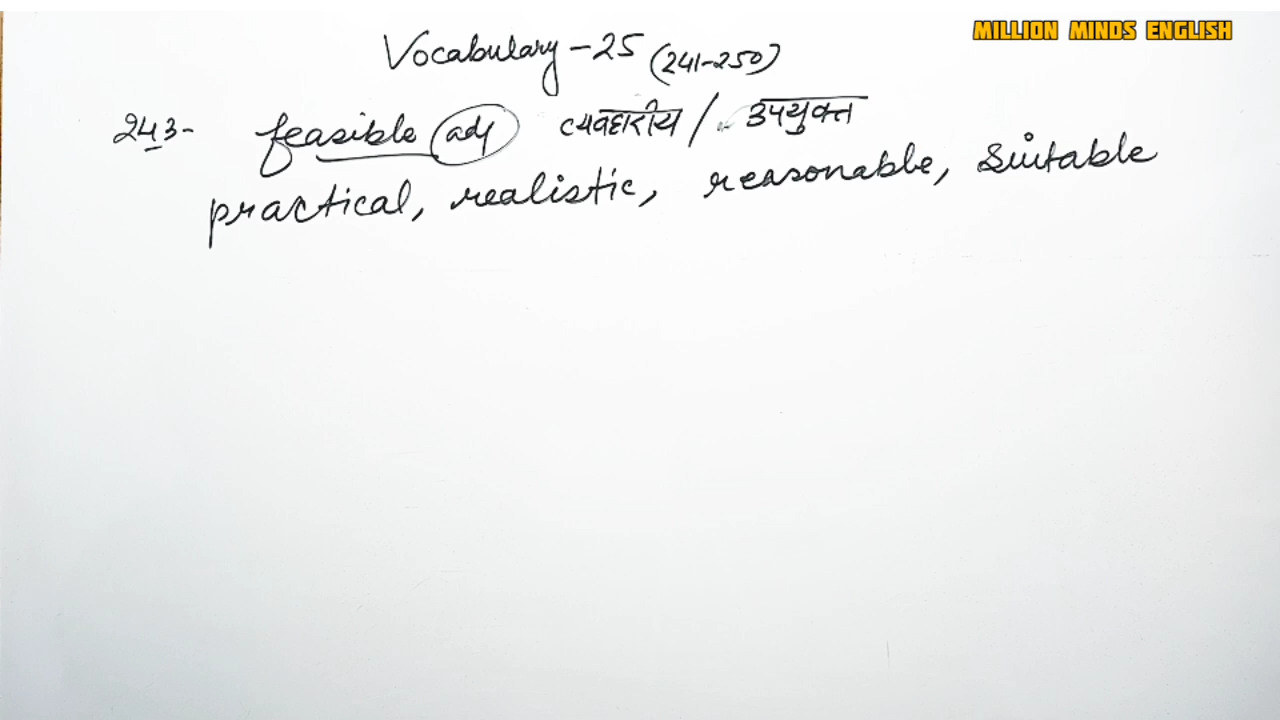 MILLION MINDS ENGLISH
Vocabulary - 25 (241-250)
243- feasible (adj) व्यवहारीय / उपयुक्त
practical, realistic, reasonable, suitable